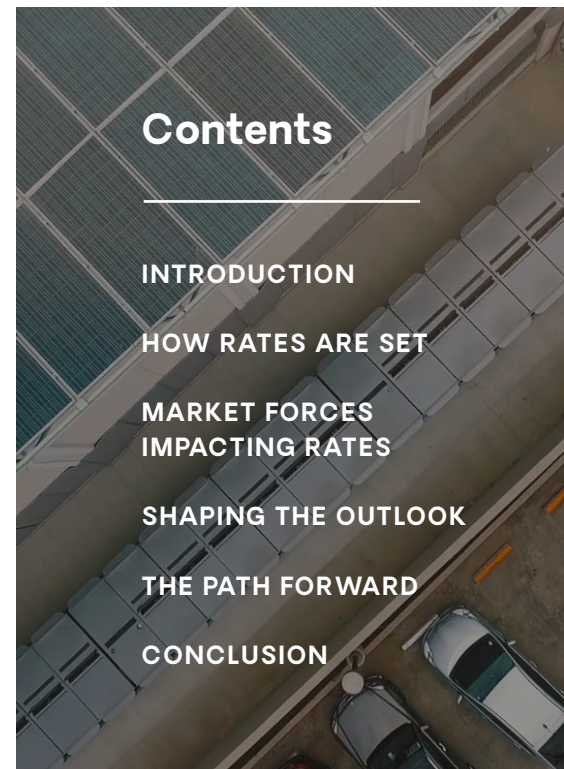 Contents
INTRODUCTION
HOW RATES ARE SET
MARKET FORCES
IMPACTING RATES
SHAPING THE OUTLOOK
THE PATH FORWARD
CONCLUSION